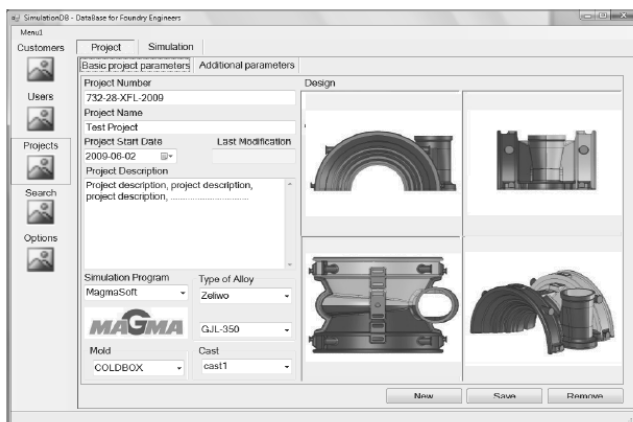 SimulationDB - DataBase for Foundry Engineers
Menu1
Customers
Users
Projects
Search
Options
Project Simulation
Basic project parameters Additional parameters
Project Number
732-28-XFL-2009
Project Name
Test Project
Project Start Date Last Modification
2009-06-02
Project Description
Project description, project description,
project description, ......................................
Simulation Program Type of Alloy
MagmaSoft Zeliwo
MAGMA GJL-350
Mold Cast
COLDBOX cast1
Design
New Save Remove